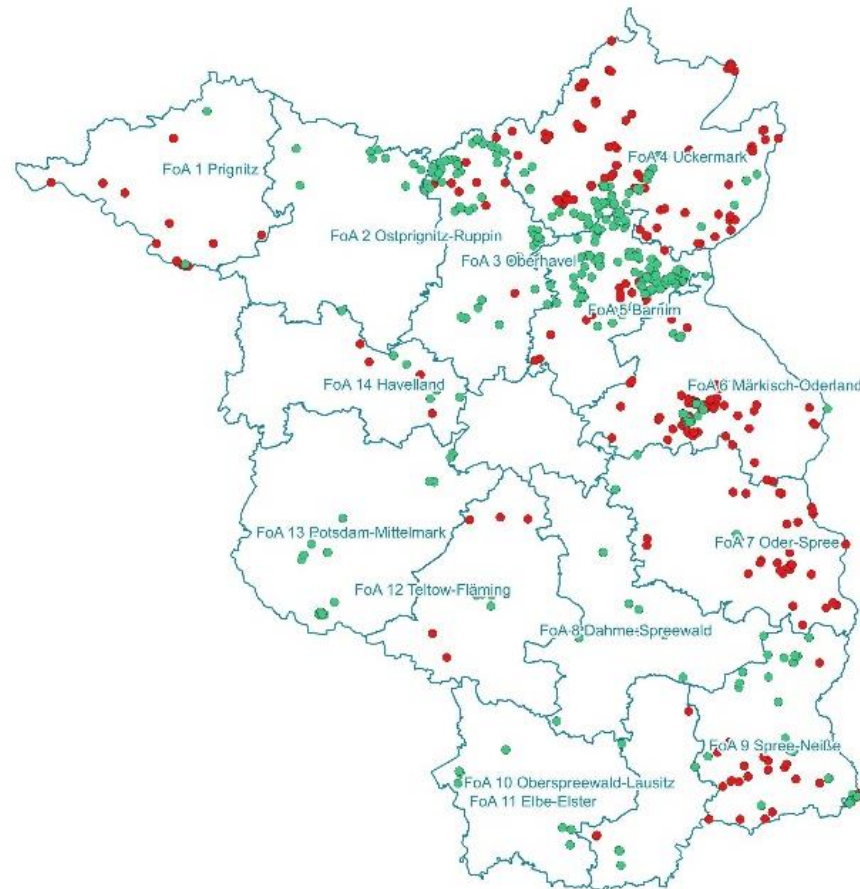 FoA 1 Prignitz
FoA 4 Uckermark
FoA 2 Ostprignitz-Ruppin
FoA 3 Oberhavel
FoA 5 Barnim
FoA 14 Havelland
FoA 6 Märkisch-Oderland
FoA 13 Potsdam-Mittelmark
FoA 7 Oder-Spree
FoA 12 Teltow-Fläming
FoA 8 Dahme-Spreewald
FoA 9 Spree-Neiße
FoA 10 Oberspreewald-Lausitz
FoA 11 Elbe-Elster